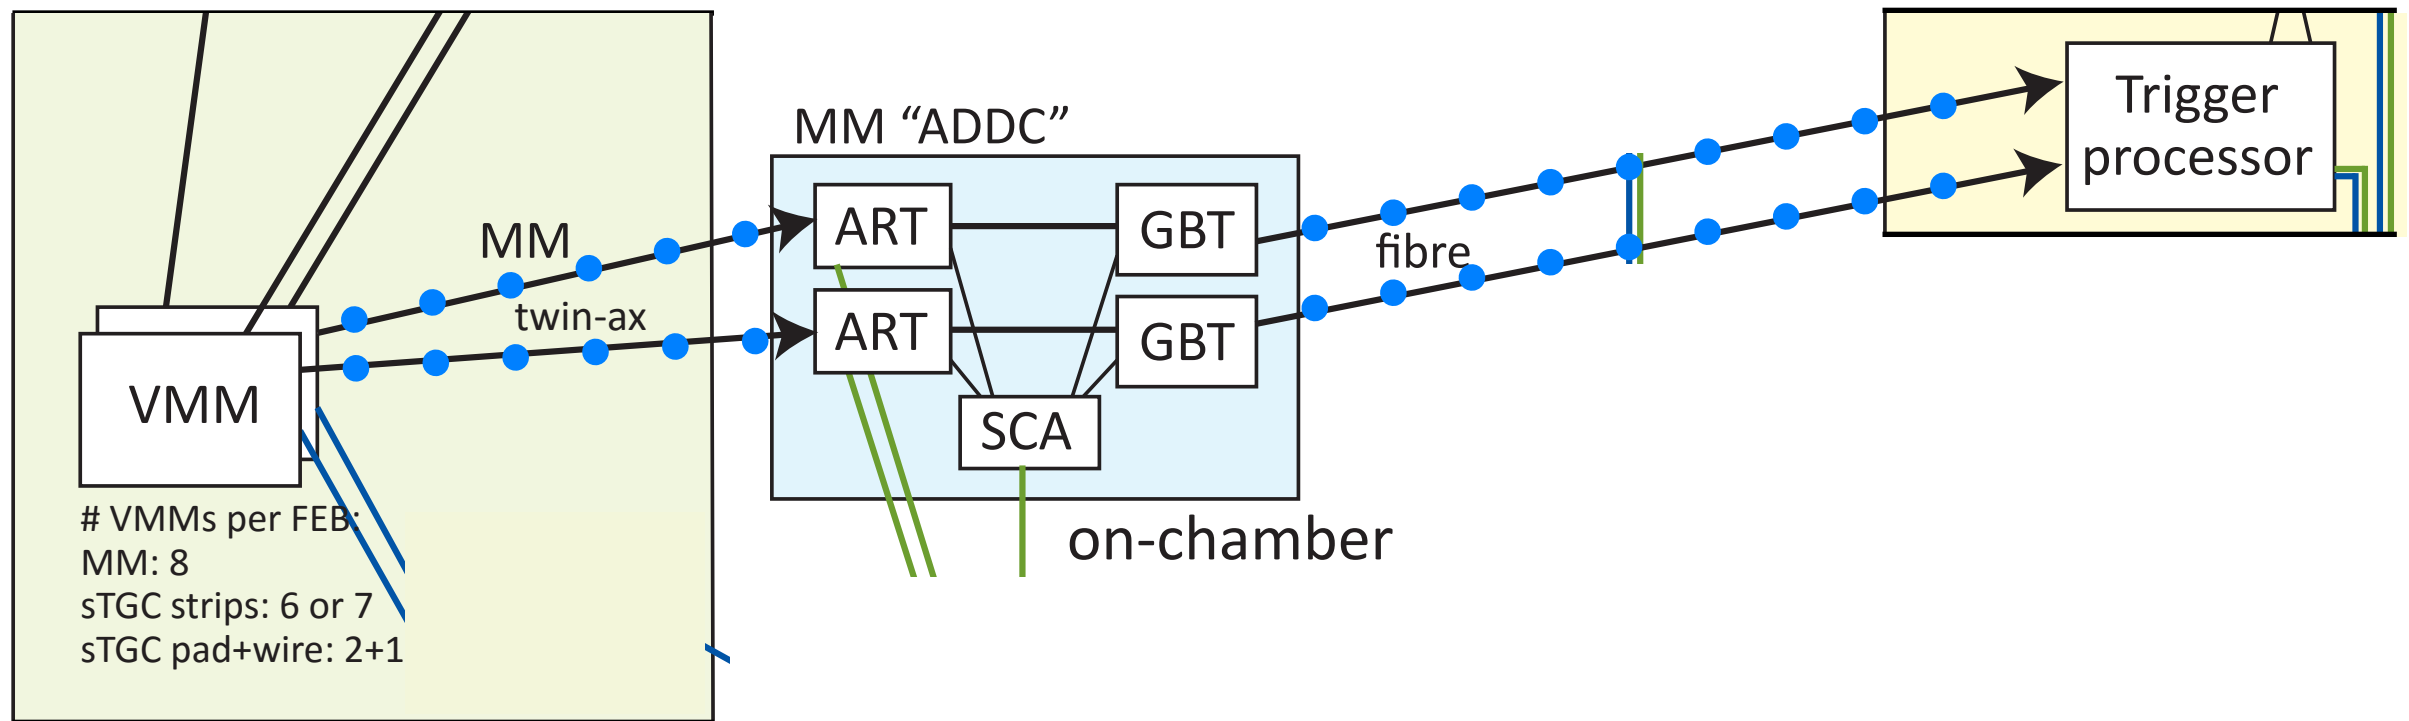 MM "ADDC"
Trigger
processor
MM
ART
GBT
fibre
twin-ax
ART
GBT
VMM
SCA
# VMMs per FEB:
MM: 8
sTGC strips: 6 or 7
sTGC pad+wire: 2+1
on-chamber